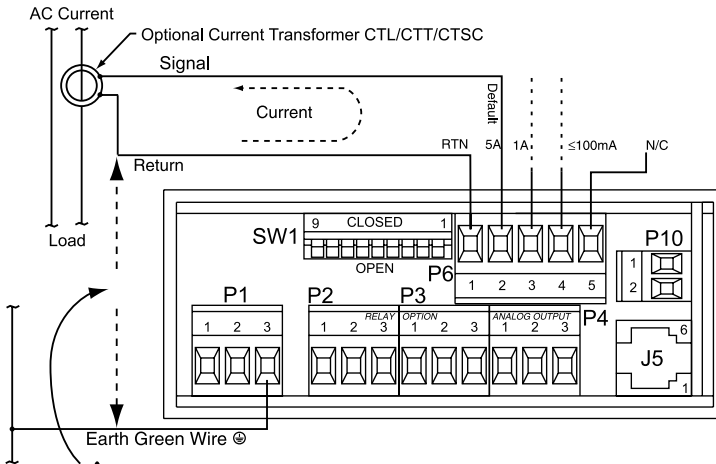 AC Current
Optional Current Transformer CTL/CTT/CTSC
Signal
Current
Default
RTN 5A 1A ≤100mA N/C
Return
Load
SW1
9 CLOSED 1
OPEN
P6
1 2 3 4 5
P10
1
2
P1
1 2 3
P2
RELAY
1 2 3
P3
OPTION
1 2 3
P4
ANALOG OUTPUT
1 2 3
J5
6
1
Earth Green Wire ⏚